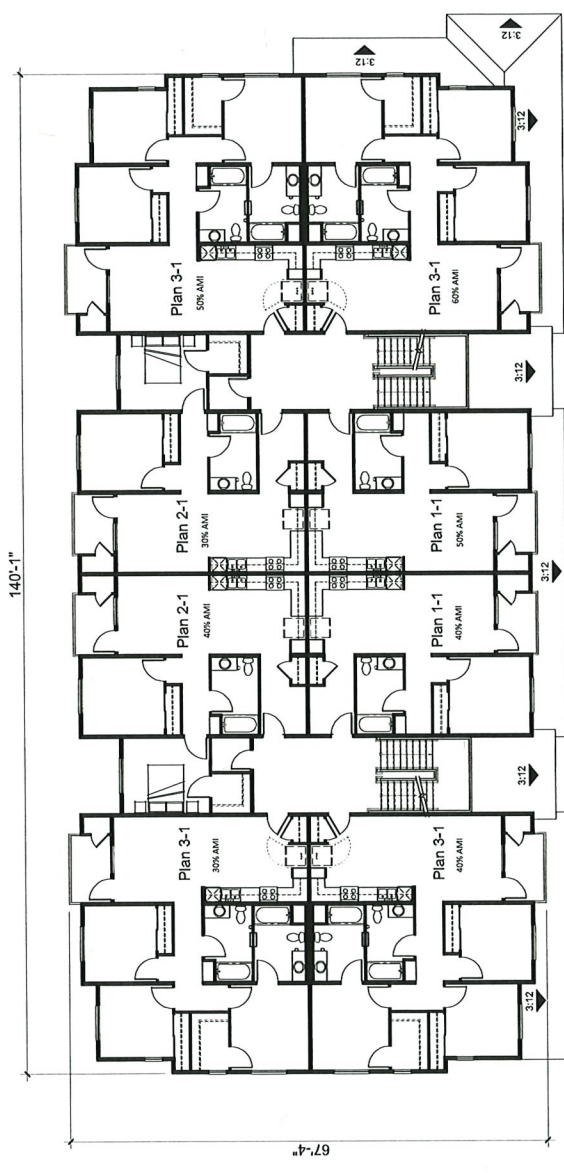 140'-1"
67'-4"
3:12
3:12
3:12
3:12
3:12
3:12
3:12
Plan 3-1
50% AMI
Plan 3-1
60% AMI
Plan 2-1
30% AMI
Plan 1-1
50% AMI
Plan 2-1
40% AMI
Plan 1-1
40% AMI
Plan 3-1
30% AMI
Plan 3-1
40% AMI